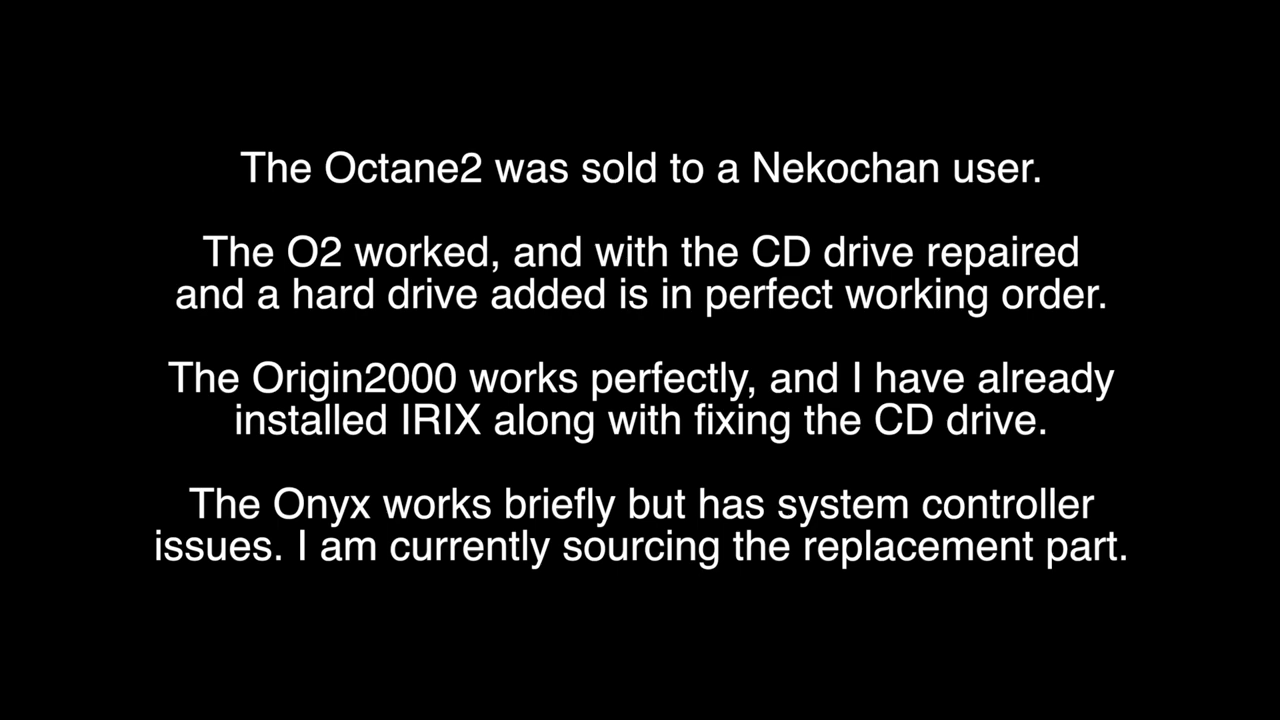 The Octane2 was sold to a Nekochan user.
The O2 worked, and with the CD drive repaired
and a hard drive added is in perfect working order.
The Origin2000 works perfectly, and I have already
installed IRIX along with fixing the CD drive.
The Onyx works briefly but has system controller
issues. I am currently sourcing the replacement part.